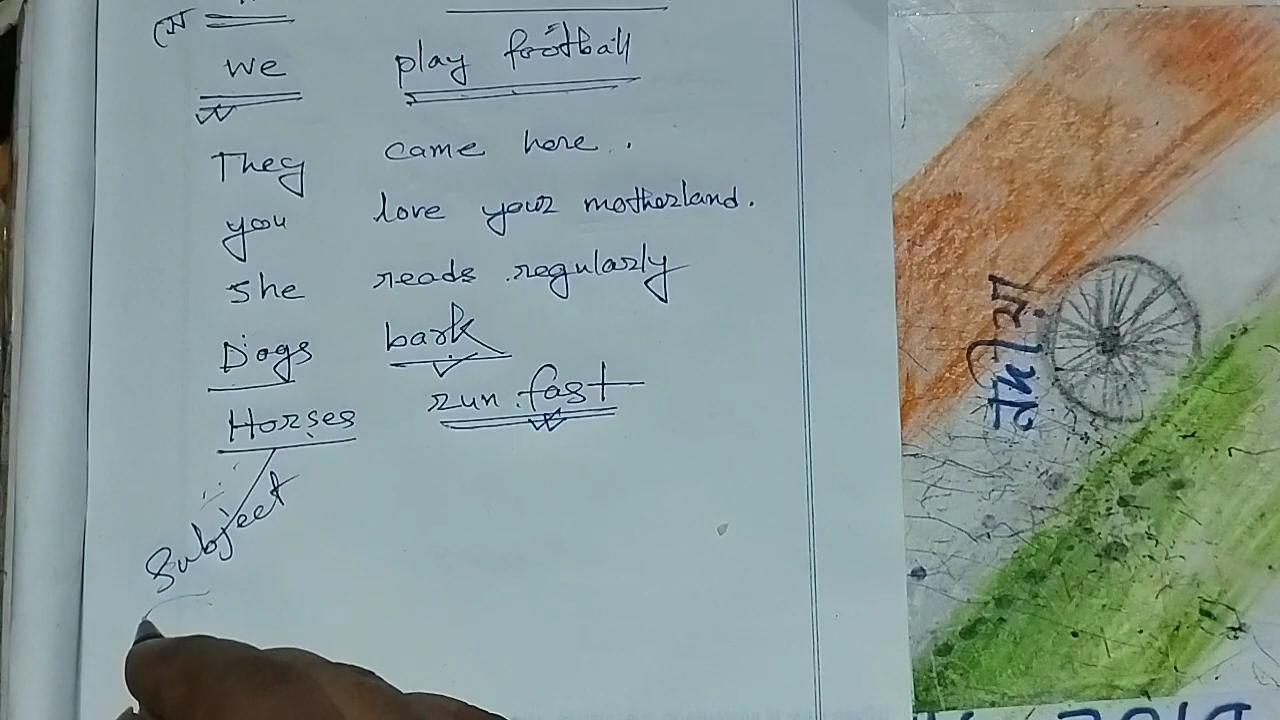 we play football
They came here.
you love your motherland.
she reads regularly
Dogs bark
Horses run fast
Subject